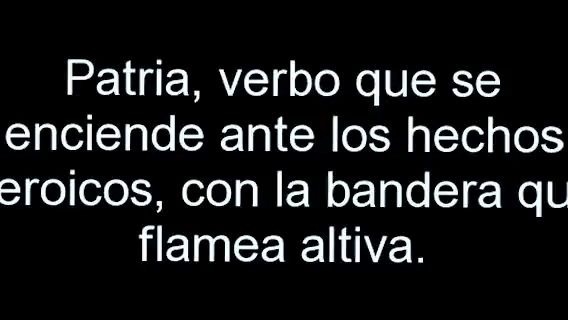 Patria, verbo que se
enciende ante los hechos
eroicos, con la bandera qu
flamea altiva.